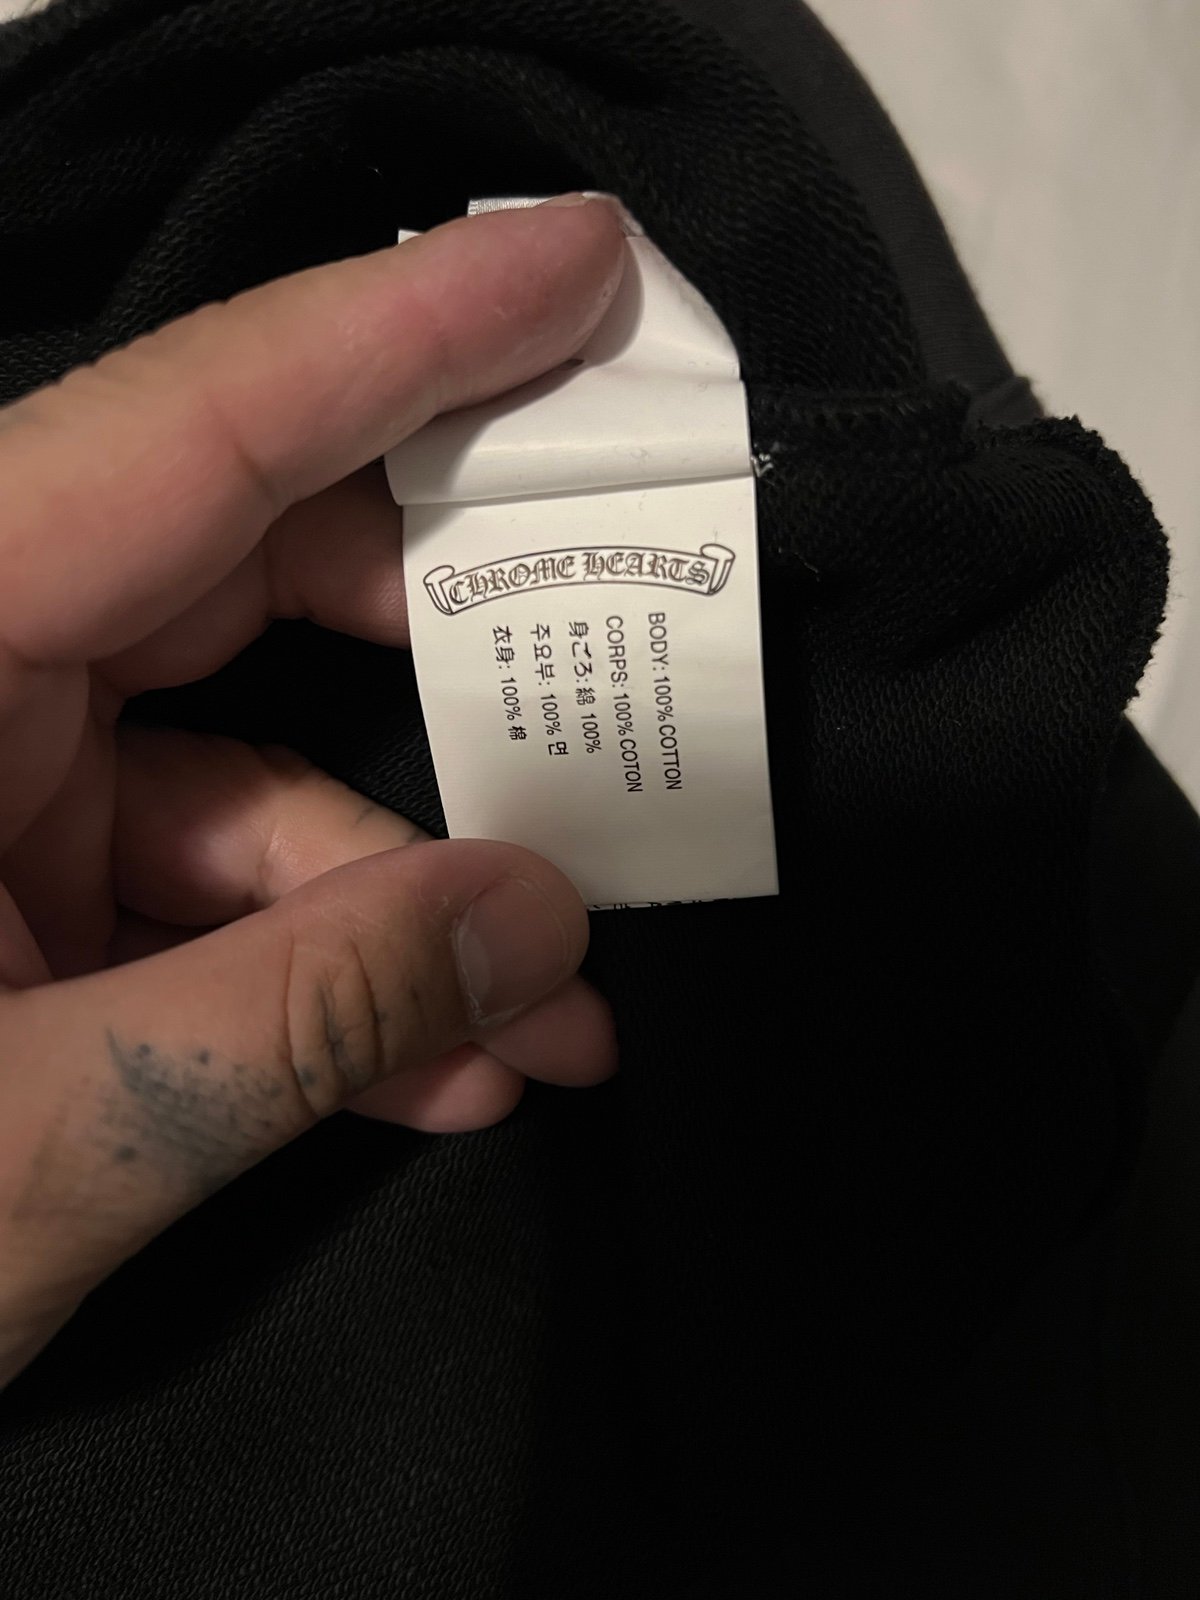 CHROME HEARTS
BODY: 100% COTTON
CORPS: 100% COTON
身ごろ: 綿 100%
주요부: 100% 면
衣身: 100% 棉